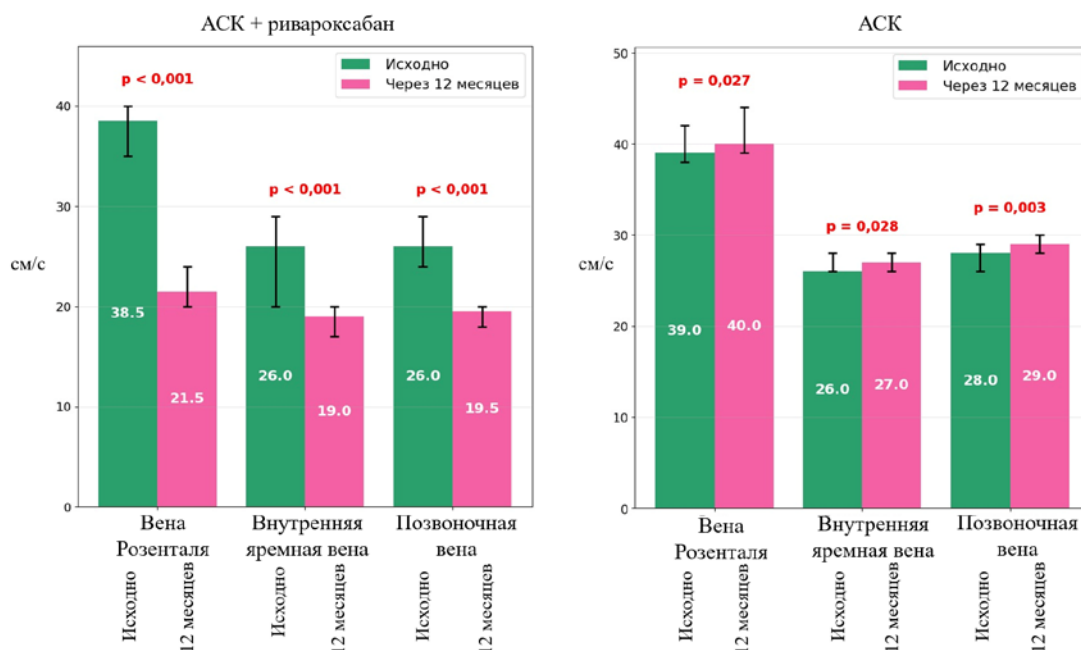 АСК + ривароксабан
Исходно
Через 12 месяцев
p < 0,001
p < 0,001
p < 0,001
40
30
20
10
0
см/с
38.5
21.5
26.0
19.0
26.0
19.5
Вена
Розенталя
Внутренняя
яремная вена
Позвоночная
вена
Исходно
12 месяцев
Исходно
12 месяцев
Исходно
12 месяцев
АСК
Исходно
Через 12 месяцев
p = 0,027
p = 0,028
p = 0,003
50
40
30
20
10
0
см/с
39.0
40.0
26.0
27.0
28.0
29.0
Вена
Розенталя
Внутренняя
яремная вена
Позвоночная
вена
Исходно
12 месяцев
Исходно
12 месяцев
Исходно
12 месяцев